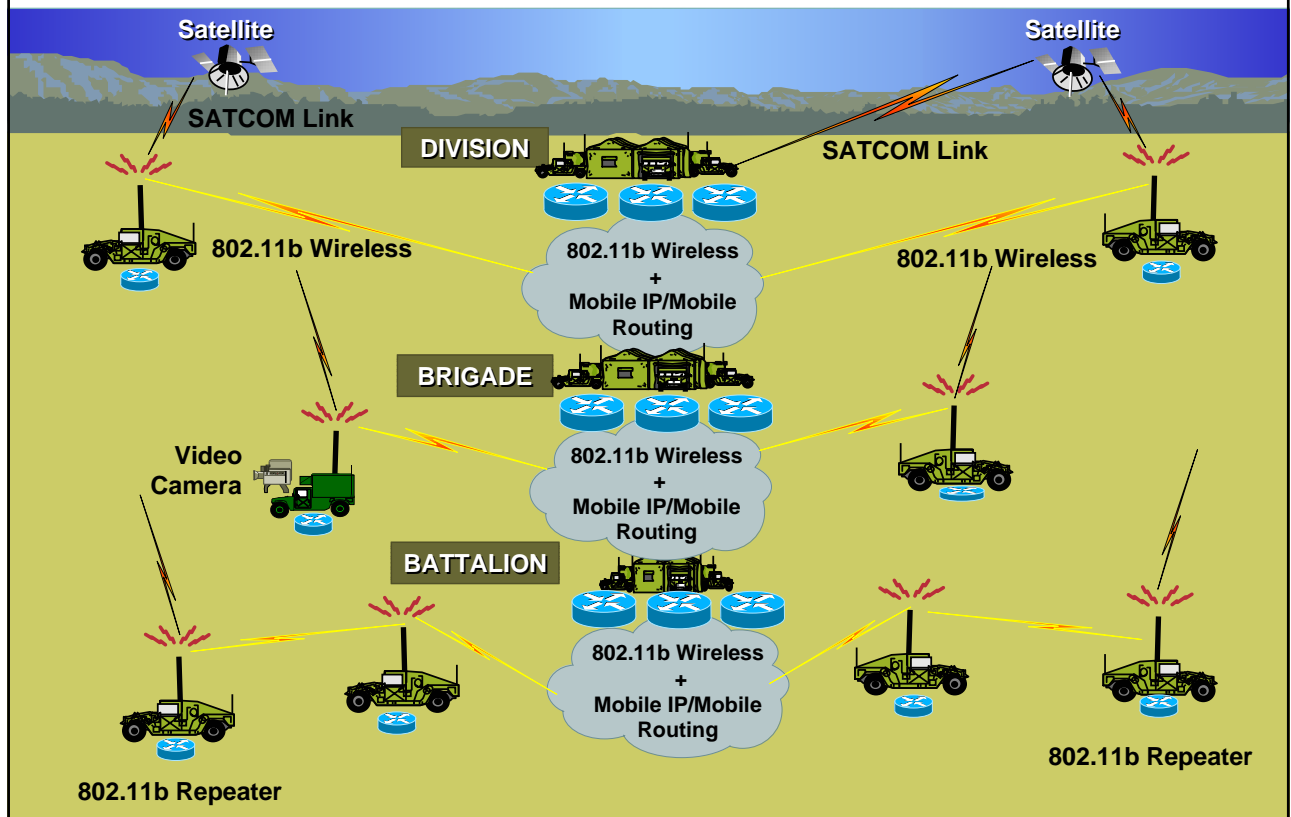 Satellite
Satellite
SATCOM Link
DIVISION
SATCOM Link
802.11b Wireless
802.11b Wireless
+
Mobile IP/Mobile
Routing
802.11b Wireless
BRIGADE
Video
Camera
802.11b Wireless
+
Mobile IP/Mobile
Routing
BATTALION
802.11b Wireless
+
Mobile IP/Mobile
Routing
802.11b Repeater
802.11b Repeater